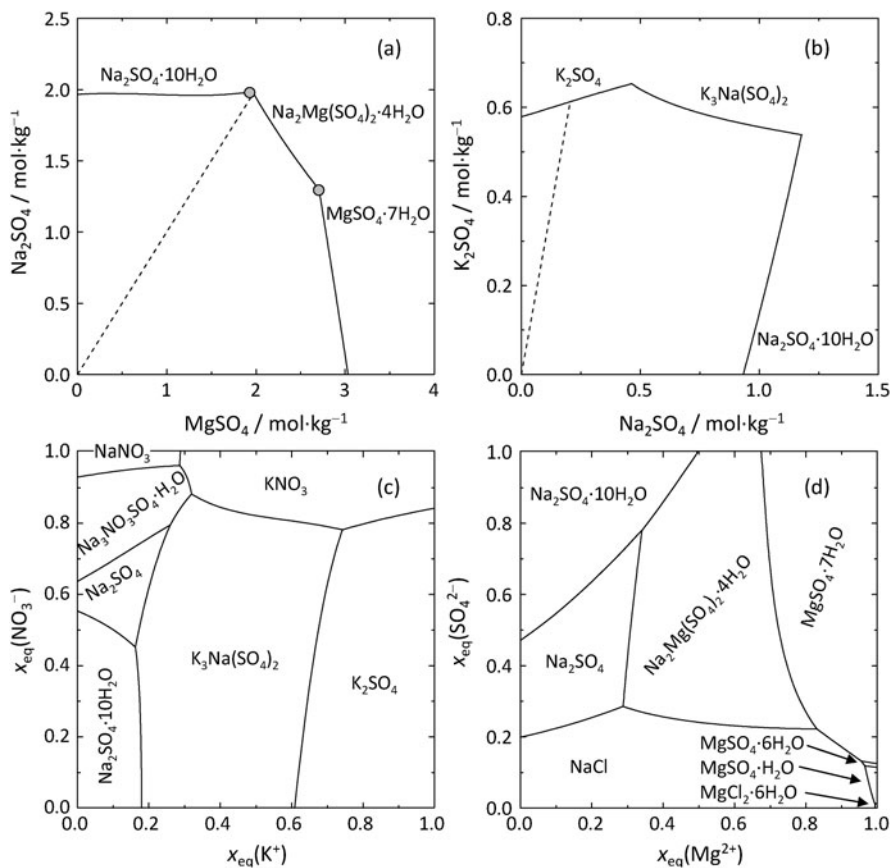 2.5
2.0
1.5
1.0
0.5
0.0
Na₂SO₄ / mol·kg⁻¹
(a)
Na₂SO₄·10H₂O
Na₂Mg(SO₄)₂·4H₂O
MgSO₄·7H₂O
0
1
2
3
4
MgSO₄ / mol·kg⁻¹
0.8
0.6
0.4
0.2
0.0
K₂SO₄ / mol·kg⁻¹
(b)
K₂SO₄
K₃Na(SO₄)₂
Na₂SO₄·10H₂O
0.0
0.5
1.0
1.5
Na₂SO₄ / mol·kg⁻¹
1.0
0.8
0.6
0.4
0.2
0.0
xeq(NO₃⁻)
NaNO₃
KNO₃
(c)
Na₃NO₃SO₄·H₂O
Na₂SO₄
K₃Na(SO₄)₂
K₂SO₄
Na₂SO₄·10H₂O
0.0
0.2
0.4
0.6
0.8
1.0
xeq(K⁺)
1.0
0.8
0.6
0.4
0.2
0.0
xeq(SO₄²⁻)
Na₂SO₄·10H₂O
(d)
MgSO₄·7H₂O
Na₂Mg(SO₄)₂·4H₂O
Na₂SO₄
NaCl
MgSO₄·6H₂O
MgSO₄·H₂O
MgCl₂·6H₂O
0.0
0.2
0.4
0.6
0.8
1.0
xeq(Mg²⁺)